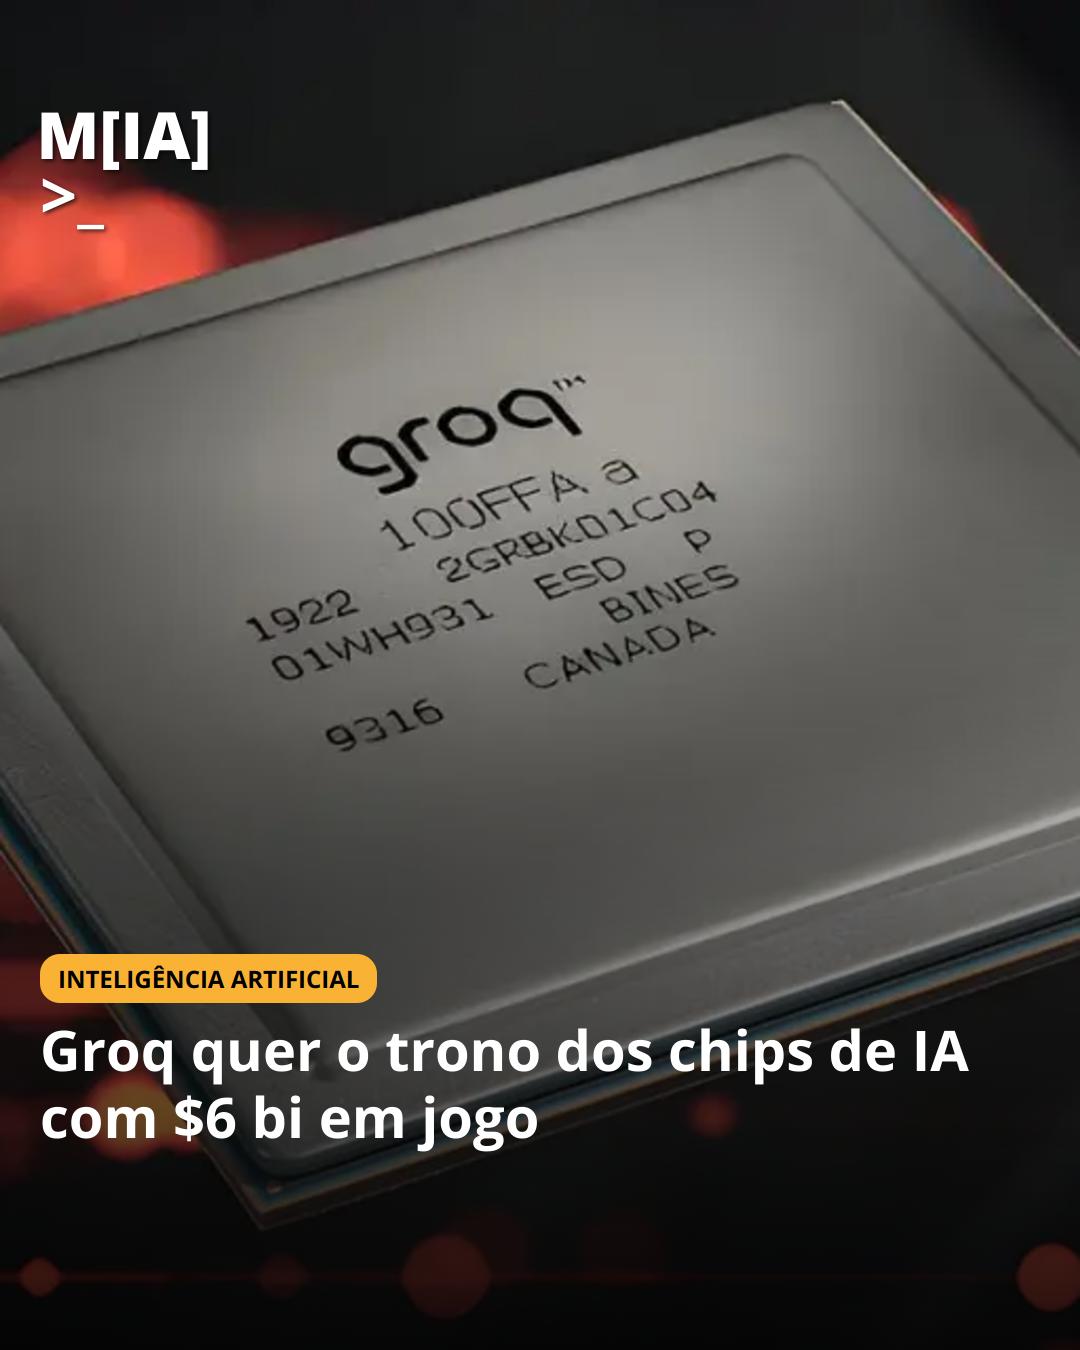 M[IA]
>_
groq™
100FFA a
1922 2GRBK01C04
01WH931 ESD P
BINES
9316 CANADA
INTELIGÊNCIA ARTIFICIAL
Groq quer o trono dos chips de IA
com $6 bi em jogo